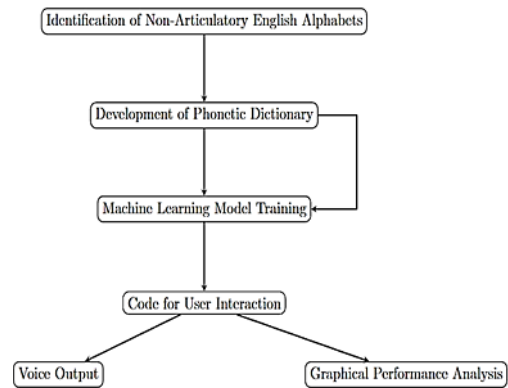 Identification of Non-Articulatory English Alphabets
Development of Phonetic Dictionary
Machine Learning Model Training
Code for User Interaction
Voice Output
Graphical Performance Analysis